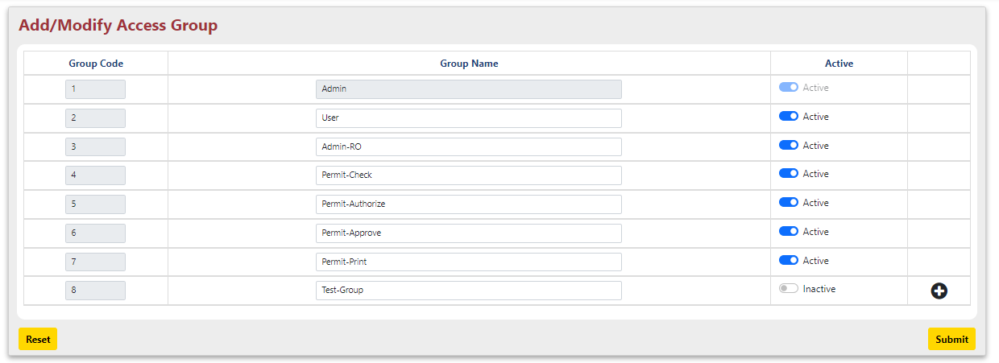 Add/Modify Access Group
Group Code Group Name Active
1 Admin Active
2 User Active
3 Admin-RO Active
4 Permit-Check Active
5 Permit-Authorize Active
6 Permit-Approve Active
7 Permit-Print Active
8 Test-Group Inactive
Reset Submit